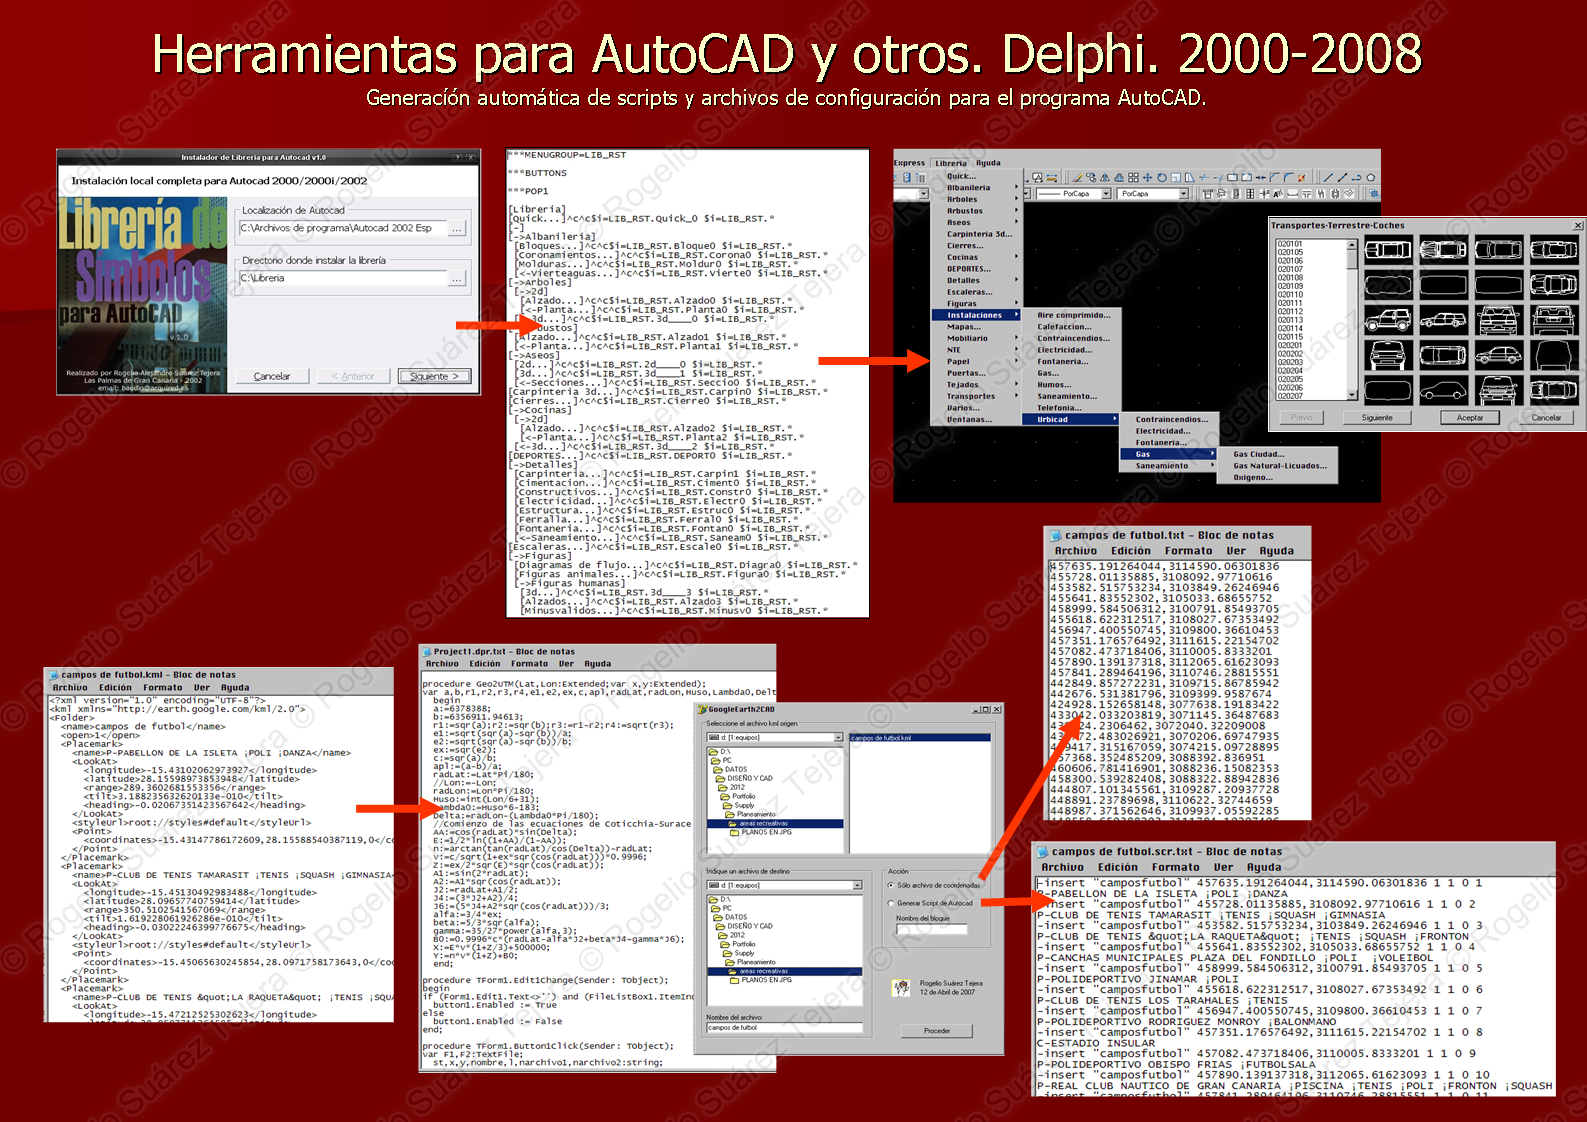 Herramientas para AutoCAD y otros. Delphi. 2000-2008
Generación automática de scripts y archivos de configuración para el programa AutoCAD.
Instalador de Librería para Autocad v1.0
Instalación local completa para Autocad 2000/2000i/2002
Librería de
Símbolos
para AutoCAD
v 1.0
Realizado por Rogelio-Alejandro Suárez Tejera
Las Palmas de Gran Canaria - 2002
email: baudio@arquired.es
Localización de Autocad
C:\Archivos de programa\Autocad 2002 Esp
...
Directorio donde instalar la librería
C:\Libreria
...
Cancelar
< Anterior
Siguiente >
***MENUGROUP=LIB_RST
***BUTTONS
***POP1
[Libreria]
[Quick...]^c^c$i=LIB_RST.Quick_0 $i=LIB_RST.*
[-]
[->Albanileria]
[Bloques...]^c^c$i=LIB_RST.Bloque0 $i=LIB_RST.*
[Coronamientos...]^c^c$i=LIB_RST.Corona0 $i=LIB_RST.*
[Molduras...]^c^c$i=LIB_RST.Moldur0 $i=LIB_RST.*
[<-Vierteaguas...]^c^c$i=LIB_RST.Vierte0 $i=LIB_RST.*
[->Arboles]
[->2d]
[Alzado...]^c^c$i=LIB_RST.Alzado0 $i=LIB_RST.*
[<-Planta...]^c^c$i=LIB_RST.Planta0 $i=LIB_RST.*
3d...]^c^c$i=LIB_RST.3d____0 $i=LIB_RST.*
ustos]
[Alzado...]^c^c$i=LIB_RST.Alzado1 $i=LIB_RST.*
[<-Planta...]^c^c$i=LIB_RST.Planta1 $i=LIB_RST.*
[->Aseos]
[2d...]^c^c$i=LIB_RST.2d____0 $i=LIB_RST.*
[3d...]^c^c$i=LIB_RST.3d____1 $i=LIB_RST.*
[<-Secciones...]^c^c$i=LIB_RST.Seccio0 $i=LIB_RST.*
[Carpinteria 3d...]^c^c$i=LIB_RST.Carpin0 $i=LIB_RST.*
[Cierres...]^c^c$i=LIB_RST.Cierre0 $i=LIB_RST.*
[->Cocinas]
[->2d]
[Alzado...]^c^c$i=LIB_RST.Alzado2 $i=LIB_RST.*
[<-Planta...]^c^c$i=LIB_RST.Planta2 $i=LIB_RST.*
[<-3d...]^c^c$i=LIB_RST.3d____2 $i=LIB_RST.*
[DEPORTES...]^c^c$i=LIB_RST.DEPORT0 $i=LIB_RST.*
[->Detalles]
[Carpinteria...]^c^c$i=LIB_RST.Carpin1 $i=LIB_RST.*
[Cimentacion...]^c^c$i=LIB_RST.Ciment0 $i=LIB_RST.*
[Constructivos...]^c^c$i=LIB_RST.Constr0 $i=LIB_RST.*
[Electricidad...]^c^c$i=LIB_RST.Electr0 $i=LIB_RST.*
[Estructura...]^c^c$i=LIB_RST.Estruc0 $i=LIB_RST.*
[Ferralla...]^c^c$i=LIB_RST.Ferral0 $i=LIB_RST.*
[Fontaneria...]^c^c$i=LIB_RST.Fontan0 $i=LIB_RST.*
[<-Saneamiento...]^c^c$i=LIB_RST.Saneam0 $i=LIB_RST.*
[Escaleras...]^c^c$i=LIB_RST.Escale0 $i=LIB_RST.*
[->Figuras]
[Diagramas de flujo...]^c^c$i=LIB_RST.Diagra0 $i=LIB_RST.*
[Figuras animales...]^c^c$i=LIB_RST.Figura0 $i=LIB_RST.*
[->Figuras humanas]
[3d...]^c^c$i=LIB_RST.3d____3 $i=LIB_RST.*
[Alzados...]^c^c$i=LIB_RST.Alzado3 $i=LIB_RST.*
[Minusvalidos...]^c^c$i=LIB_RST.Minusv0 $i=LIB_RST.*
Express Libreria Ayuda
PorCapa
PorCapa
Quick...
Albanileria
Arboles
Arbustos
Aseos
Carpinteria 3d...
Cierres...
Cocinas
DEPORTES...
Detalles
Escaleras...
Figuras
Instalaciones
Mapas...
Mobiliario
NTE
Papel
Puertas...
Tejados
Transportes
Varios...
Ventanas...
Aire comprimido...
Calefaccion...
Contraincendios...
Electricidad...
Fontaneria...
Gas...
Humos...
Saneamiento...
Telefonia...
Urbicad
Contraincendios...
Electricidad...
Fontaneria...
Gas
Saneamiento
Gas Ciudad...
Gas Natural-Licuados...
Oxigeno...
Transportes-Terrestre-Coches
020101
020105
020106
020107
020108
020109
020110
020111
020112
020113
020114
020115
020201
020202
020203
020204
020205
020206
020207
Previo
Siguiente
Aceptar
Cancelar
campos de futbol.kml - Bloc de notas
Archivo Edición Formato Ver Ayuda
<?xml version="1.0" encoding="UTF-8"?>
<kml xmlns="http://earth.google.com/kml/2.0">
<Folder>
<name>campos de futbol</name>
<open>1</open>
<Placemark>
<name>P-PABELLON DE LA ISLETA ¡POLI ¡DANZA</name>
<LookAt>
<longitude>-15.43102062973927</longitude>
<latitude>28.15598973853948</latitude>
<range>289.3602681553356</range>
<tilt>3.188235632620133e-010</tilt>
<heading>-0.02067351423567642</heading>
</LookAt>
<styleUrl>root://styles#default</styleUrl>
<Point>
<coordinates>-15.43147786172609,28.15588540387119,0</co
</Point>
</Placemark>
<Placemark>
<name>P-CLUB DE TENIS TAMARASIT ¡TENIS ¡SQUASH ¡GIMNASIA<
<LookAt>
<longitude>-15.45130492983488</longitude>
<latitude>28.09657740759414</latitude>
<range>350.5102541567069</range>
<tilt>1.619228061926286e-010</tilt>
<heading>-0.03022246399776675</heading>
</LookAt>
<styleUrl>root://styles#default</styleUrl>
<Point>
<coordinates>-15.45065630245854,28.0971758173643,0</coo
</Point>
</Placemark>
<Placemark>
<name>P-CLUB DE TENIS &quot;LA RAQUETA&quot; ¡TENIS ¡SQUA
<LookAt>
<longitude>-15.47212525302623</longitude>
Project1.dpr.txt - Bloc de notas
Archivo Edición Formato Ver Ayuda
procedure Geo2UTM(Lat,Lon:Extended;var x,y:Extended);
var a,b,r1,r2,r3,r4,e1,e2,ex,c,apl,radLat,radLon,Huso,Lambda0,Delt
begin
a:=6378388;
b:=6356911.94613;
r1:=sqr(a);r2:=sqr(b);r3:=r1-r2;r4:=sqrt(r3);
e1:=sqrt(sqr(a)-sqr(b))/a;
e2:=sqrt(sqr(a)-sqr(b))/b;
ex:=sqr(e2);
c:=sqr(a)/b;
apl:=(a-b)/a;
radLat:=Lat*Pi/180;
//Lon:=-Lon;
radLon:=Lon*Pi/180;
Huso:=int(Lon/6+31);
ambda0:=Huso*6-183;
Delta:=radLon-(Lambda0*Pi/180);
//Comienzo de las ecuaciones de Coticchia-Surace
AA:=cos(radLat)*sin(Delta);
E:=1/2*ln((1+AA)/(1-AA));
n:=arctan(tan(radLat)/cos(Delta))-radLat;
v:=c/sqrt(1+ex*sqr(cos(radLat)))*0.9996;
Z:=ex/2*sqr(E)*sqr(cos(radLat));
A1:=sin(2*radLat);
A2:=A1*sqr(cos(radLat));
J2:=radLat+A1/2;
J4:=(3*J2+A2)/4;
J6:=(5*J4+A2*sqr(cos(radLat)))/3;
alfa:=3/4*ex;
beta:=5/3*sqr(alfa);
gamma:=35/27*power(alfa,3);
B0:=0.9996*c*(radLat-alfa*J2+beta*J4-gamma*J6);
X:=E*v*(1+Z/3)+500000;
Y:=n*v*(1+Z)+B0;
end;
procedure TForm1.Edit1Change(Sender: TObject);
begin
if (Form1.Edit1.Text<>'') and (FileListBox1.ItemInd
button1.Enabled := True
else
button1.Enabled := False
end;
procedure TForm1.Button1Click(Sender: TObject);
var F1,F2:TextFile;
st,x,y,nombre,l,narchivo1,narchivo2:string;
GoogleEarth2CAD
Seleccione el archivo kml origen
d: [1:equipos]
D:\
PC
DATOS
DISEÑO Y CAD
2012
Portfolio
Supply
Planeamiento
areas recreativas
PLANOS EN JPG
campos de futbol.kml
Indique un archivo de destino
d: [1:equipos]
D:\
PC
DATOS
DISEÑO Y CAD
2012
Portfolio
Supply
Planeamiento
areas recreativas
PLANOS EN JPG
Nombre del archivo:
campos de futbol
Acción
Sólo archivo de coordenadas
Generar Script de Autocad
Nombre del bloque
Rogelio Suárez Tejera
12 de Abril de 2007
Proceder
campos de futbol.txt - Bloc de notas
Archivo Edición Formato Ver Ayuda
457635.191264044,3114590.06301836
455728.01135885,3108092.97710616
453582.515753234,3103849.26246946
455641.83552302,3105033.68655752
458999.584506312,3100791.85493705
455618.622312517,3108027.67353492
456947.400550745,3109800.36610453
457351.176576492,3111615.22154702
457082.473718406,3110005.8333201
457890.139137318,3112065.61623093
457841.289464196,3110746.28815551
442849.857272231,3109715.86785942
442676.531381796,3109399.9587674
424928.152658148,3077638.19183422
433042.033203819,3071145.36487683
24.2306462,3072040.32209008
72.483026921,3070206.69747935
9417.315167059,3074215.09728895
7368.352485209,3088392.836951
460606.781416901,3088236.15082353
458300.539282408,3088322.88942836
444807.101345561,3109287.20937728
448891.23789698,3110622.32744659
448987.371562646,3109937.05592285
campos de futbol.scr.txt - Bloc de notas
Archivo Edición Formato Ver Ayuda
-insert "camposfutbol" 457635.191264044,3114590.06301836 1 1 0 1
P-PABELLON DE LA ISLETA ¡POLI ¡DANZA
-insert "camposfutbol" 455728.01135885,3108092.97710616 1 1 0 2
P-CLUB DE TENIS TAMARASIT ¡TENIS ¡SQUASH ¡GIMNASIA
-insert "camposfutbol" 453582.515753234,3103849.26246946 1 1 0 3
P-CLUB DE TENIS &quot;LA RAQUETA&quot; ¡TENIS ¡SQUASH ¡FRONTON
-insert "camposfutbol" 455641.83552302,3105033.68655752 1 1 0 4
P-CANCHAS MUNICIPALES PLAZA DEL FONDILLO ¡POLI ¡VOLEIBOL
-insert "camposfutbol" 458999.584506312,3100791.85493705 1 1 0 5
P-POLIDEPORTIVO JINAMAR ¡POLI
-insert "camposfutbol" 455618.622312517,3108027.67353492 1 1 0 6
P-CLUB DE TENIS LOS TARAHALES ¡TENIS
-insert "camposfutbol" 456947.400550745,3109800.36610453 1 1 0 7
P-POLIDEPORTIVO RODRIGUEZ MONROY ¡BALONMANO
-insert "camposfutbol" 457351.176576492,3111615.22154702 1 1 0 8
C-ESTADIO INSULAR
-insert "camposfutbol" 457082.473718406,3110005.8333201 1 1 0 9
P-POLIDEPORTIVO OBISPO FRIAS ¡FUTBOLSALA
-insert "camposfutbol" 457890.139137318,3112065.61623093 1 1 0 10
P-REAL CLUB NAUTICO DE GRAN CANARIA ¡PISCINA ¡TENIS ¡POLI ¡FRONTON ¡SQUASH
-insert "camposfutbol" 457841.289464196,3110746.28815551 1 1 0 11
© Rogelio Suárez Tejera